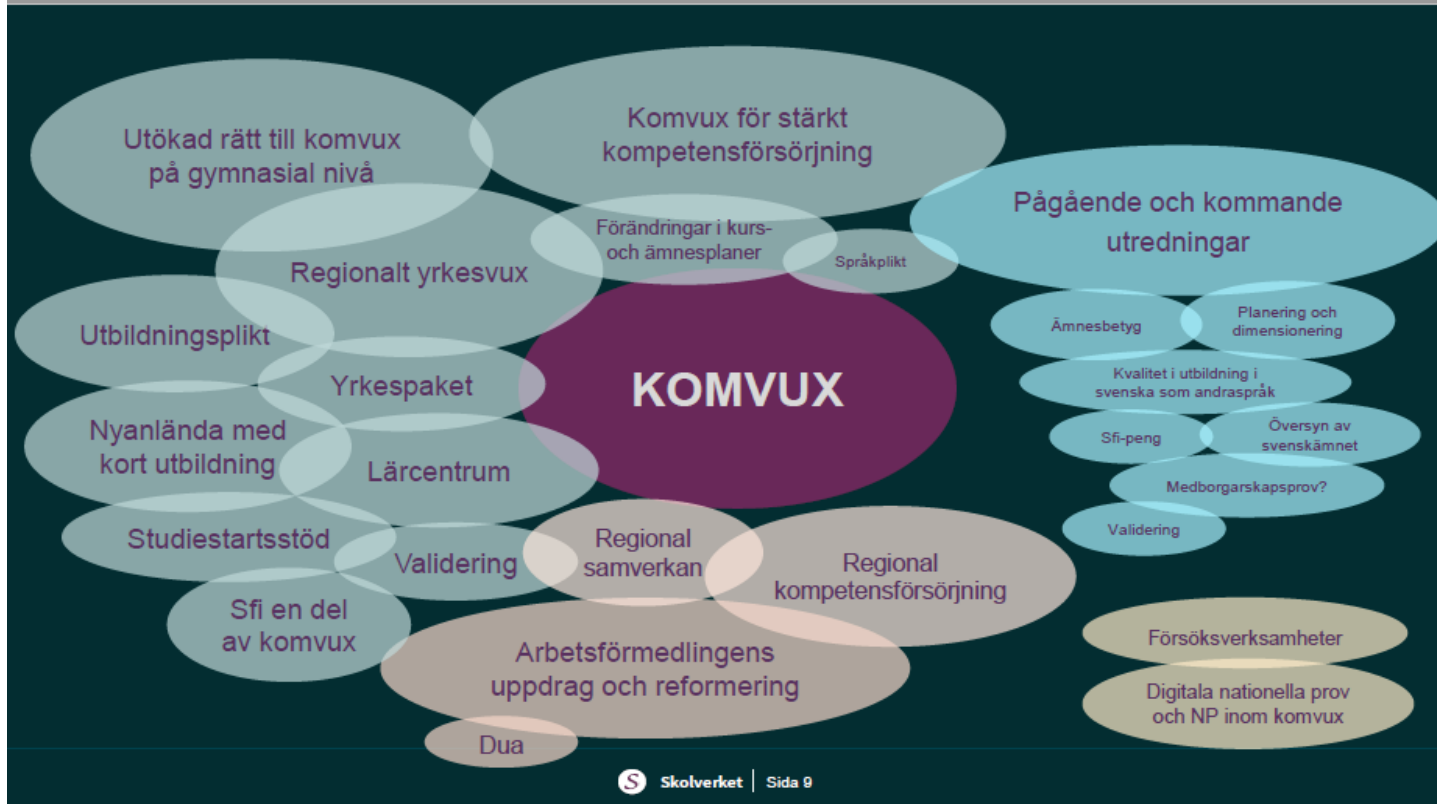 Utökad rätt till komvux
på gymnasial nivå
Komvux för stärkt
kompetensförsörjning
Förändringar i kurs-
och ämnesplaner
Språkplikt
Regionalt yrkesvux
Utbildningsplikt
Yrkespaket
Nyanlända med
kort utbildning
Lärcentrum
Studiestartsstöd
Validering
Sfi en del
av komvux
KOMVUX
Regional
samverkan
Regional
kompetensförsörjning
Arbetsförmedlingens
uppdrag och reformering
Dua
Pågående och kommande
utredningar
Ämnesbetyg
Planering och
dimensionering
Kvalitet i utbildning i
svenska som andraspråk
Sfi-peng
Översyn av
svenskämnet
Medborgarskapsprov?
Validering
Försöksverksamheter
Digitala nationella prov
och NP inom komvux
S Skolverket | Sida 9